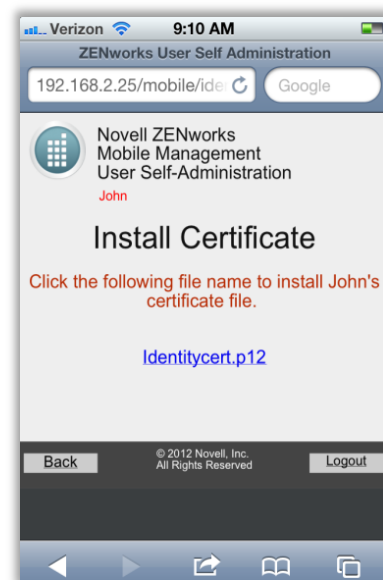 Verizon 9:10 AM
ZENworks User Self Administration
192.168.2.25/mobile/ide Google
Novell ZENworks
Mobile Management
User Self-Administration
John
Install Certificate
Click the following file name to install John's
certificate file.
Identitycert.p12
Back
© 2012 Novell, Inc.
All Rights Reserved
Logout